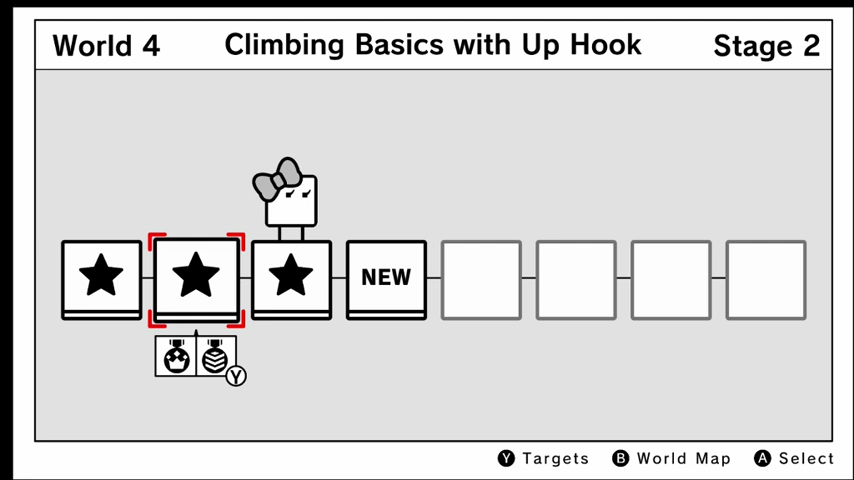 World 4
Climbing Basics with Up Hook
Stage 2
NEW
Y
Y Targets
B World Map
A Select